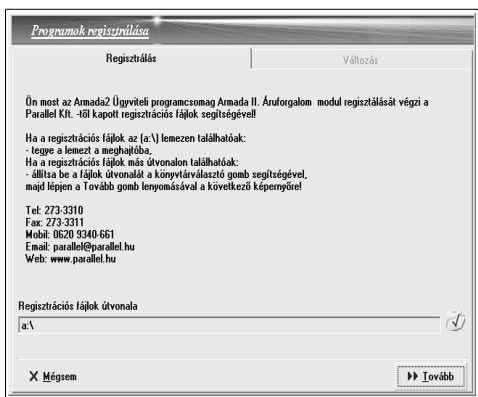 Programok regisztrálása
Regisztrálás
Változás
Ön most az Armada2 Ügyviteli programcsomag Armada II. Áruforgalom modul regisztálását végzi a
Parallel Kft. -től kapott regisztrációs fájlok segítségével!
Ha a regisztrációs fájlok az (a:\) lemezen találhatóak:
- tegye a lemezt a meghajtóba,
Ha a regisztrációs fájlok más útvonalon találhatóak:
- állítsa be a fájlok útvonalát a könyvtárválasztó gomb segítségével,
majd lépjen a Tovább gomb lenyomásával a következő képernyőre!
Tel: 273-3310
Fax: 273-3311
Mobil: 0620 9340-661
Email: parallel@parallel.hu
Web: www.parallel.hu
Regisztrációs fájlok útvonala
a:\
Mégsem
Tovább